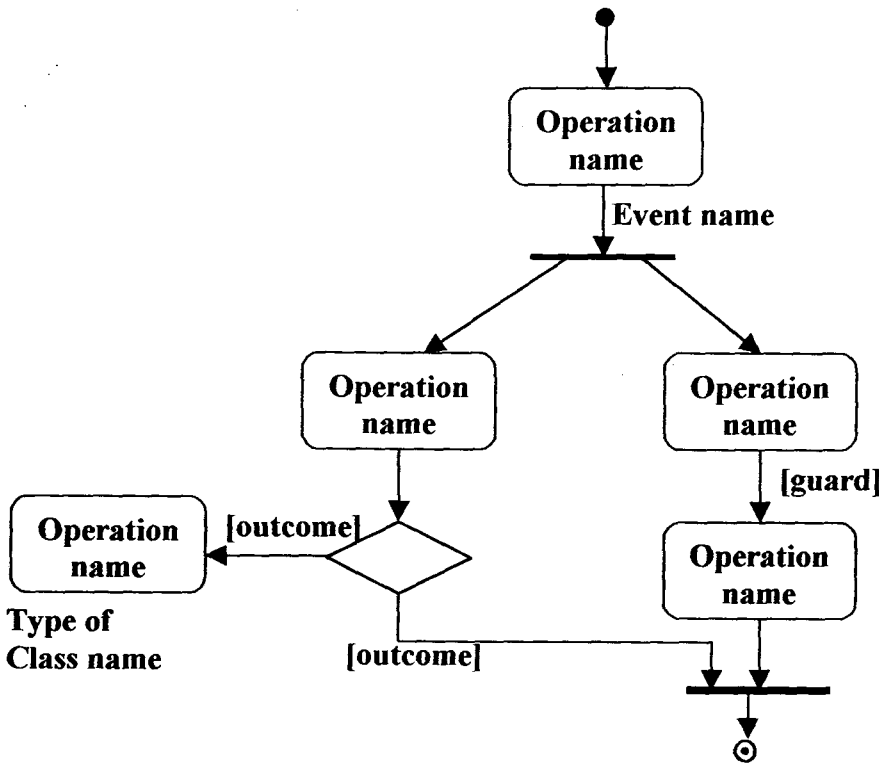 Operation
name
Event name
Operation
name
Operation
name
[guard]
Operation
name
[outcome]
Operation
name
Type of
Class name
[outcome]